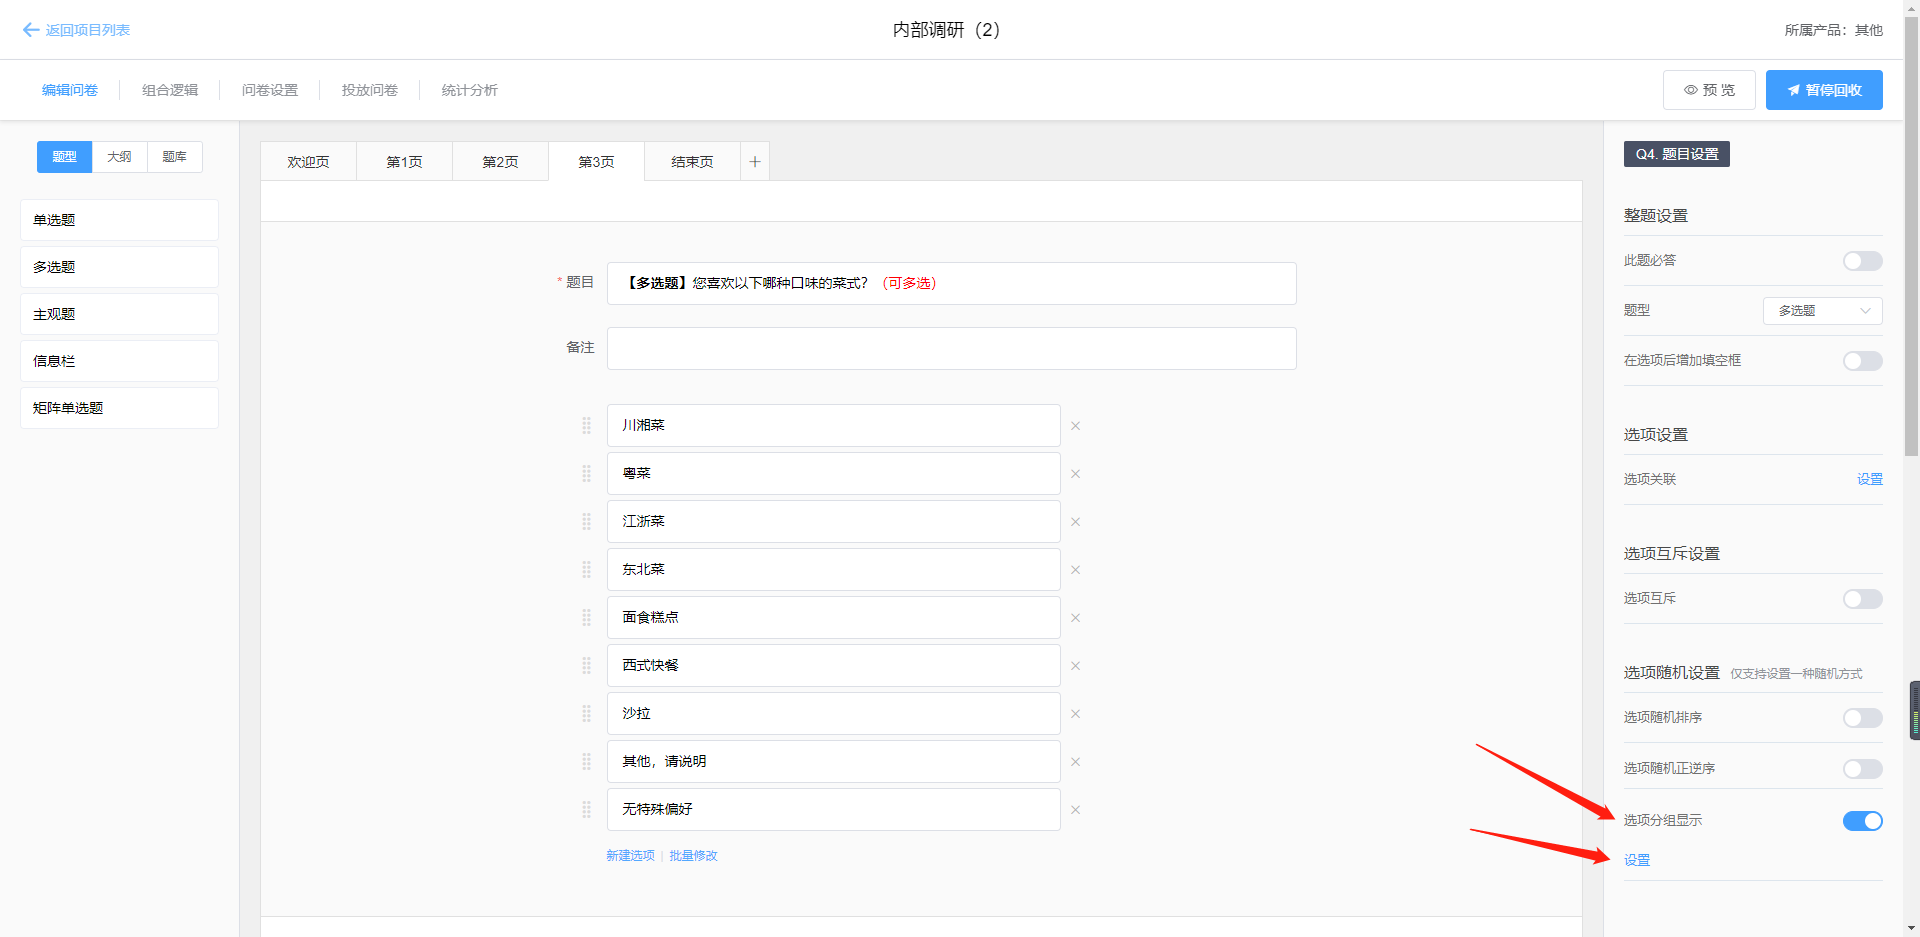 返回项目列表
内部调研（2）
所属产品：其他
编辑问卷
组合逻辑
问卷设置
投放问卷
统计分析
预 览
暂停回收
题型
大纲
题库
单选题
多选题
主观题
信息栏
矩阵单选题
欢迎页
第1页
第2页
第3页
结束页
* 题目
【多选题】您喜欢以下哪种口味的菜式？（可多选）
备注
川湘菜
粤菜
江浙菜
东北菜
面食糕点
西式快餐
沙拉
其他，请说明
无特殊偏好
新建选项 | 批量修改
Q4. 题目设置
整题设置
此题必答
题型
多选题
在选项后增加填空框
选项设置
选项关联
设置
选项互斥设置
选项互斥
选项随机设置 仅支持设置一种随机方式
选项随机排序
选项随机正逆序
选项分组显示
设置